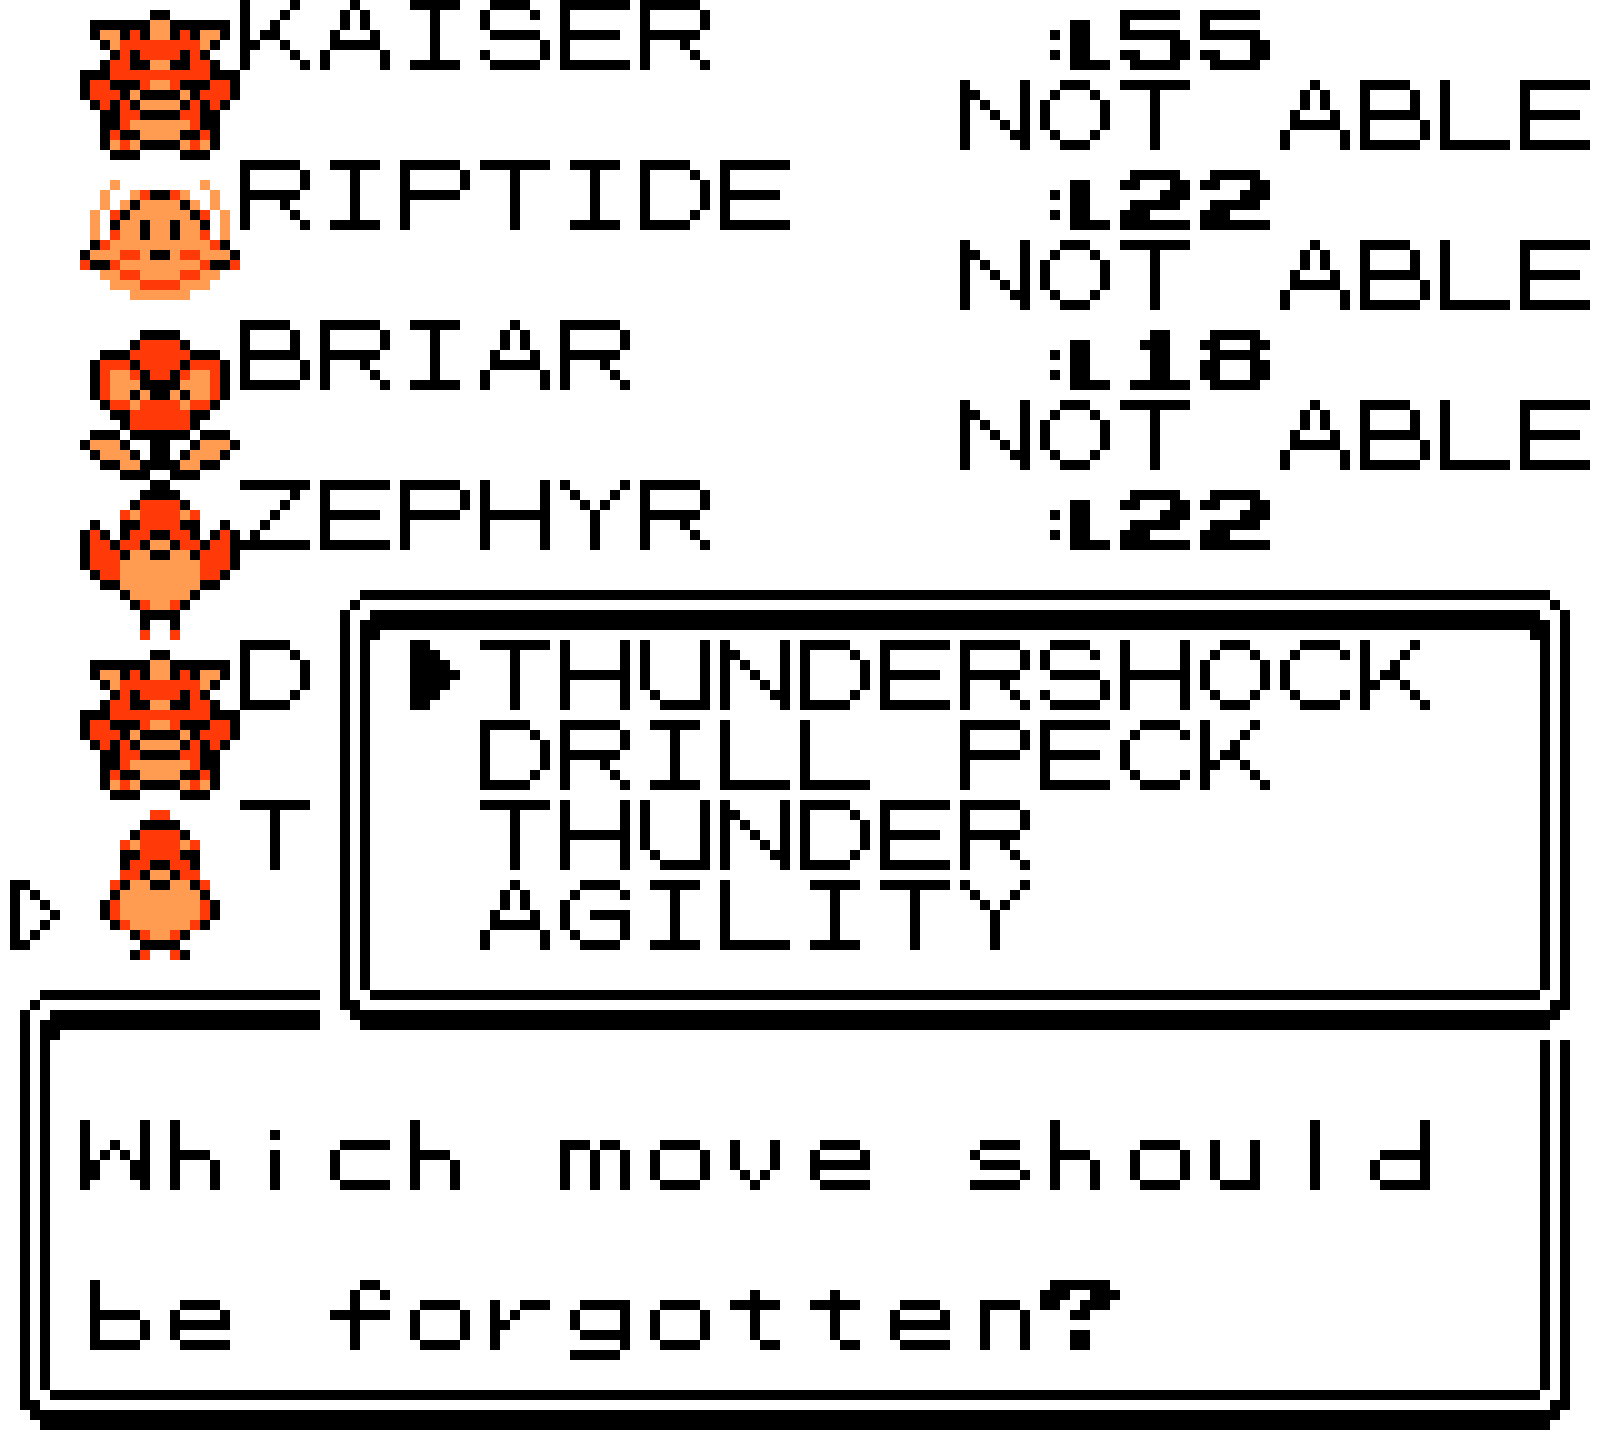 KAISER :L55
NOT ABLE
RIPTIDE :L22
NOT ABLE
BRIAR :L18
NOT ABLE
ZEPHYR :L22
D
T
▶THUNDERSHOCK
DRILL PECK
THUNDER
AGILITY
Which move should
be forgotten?